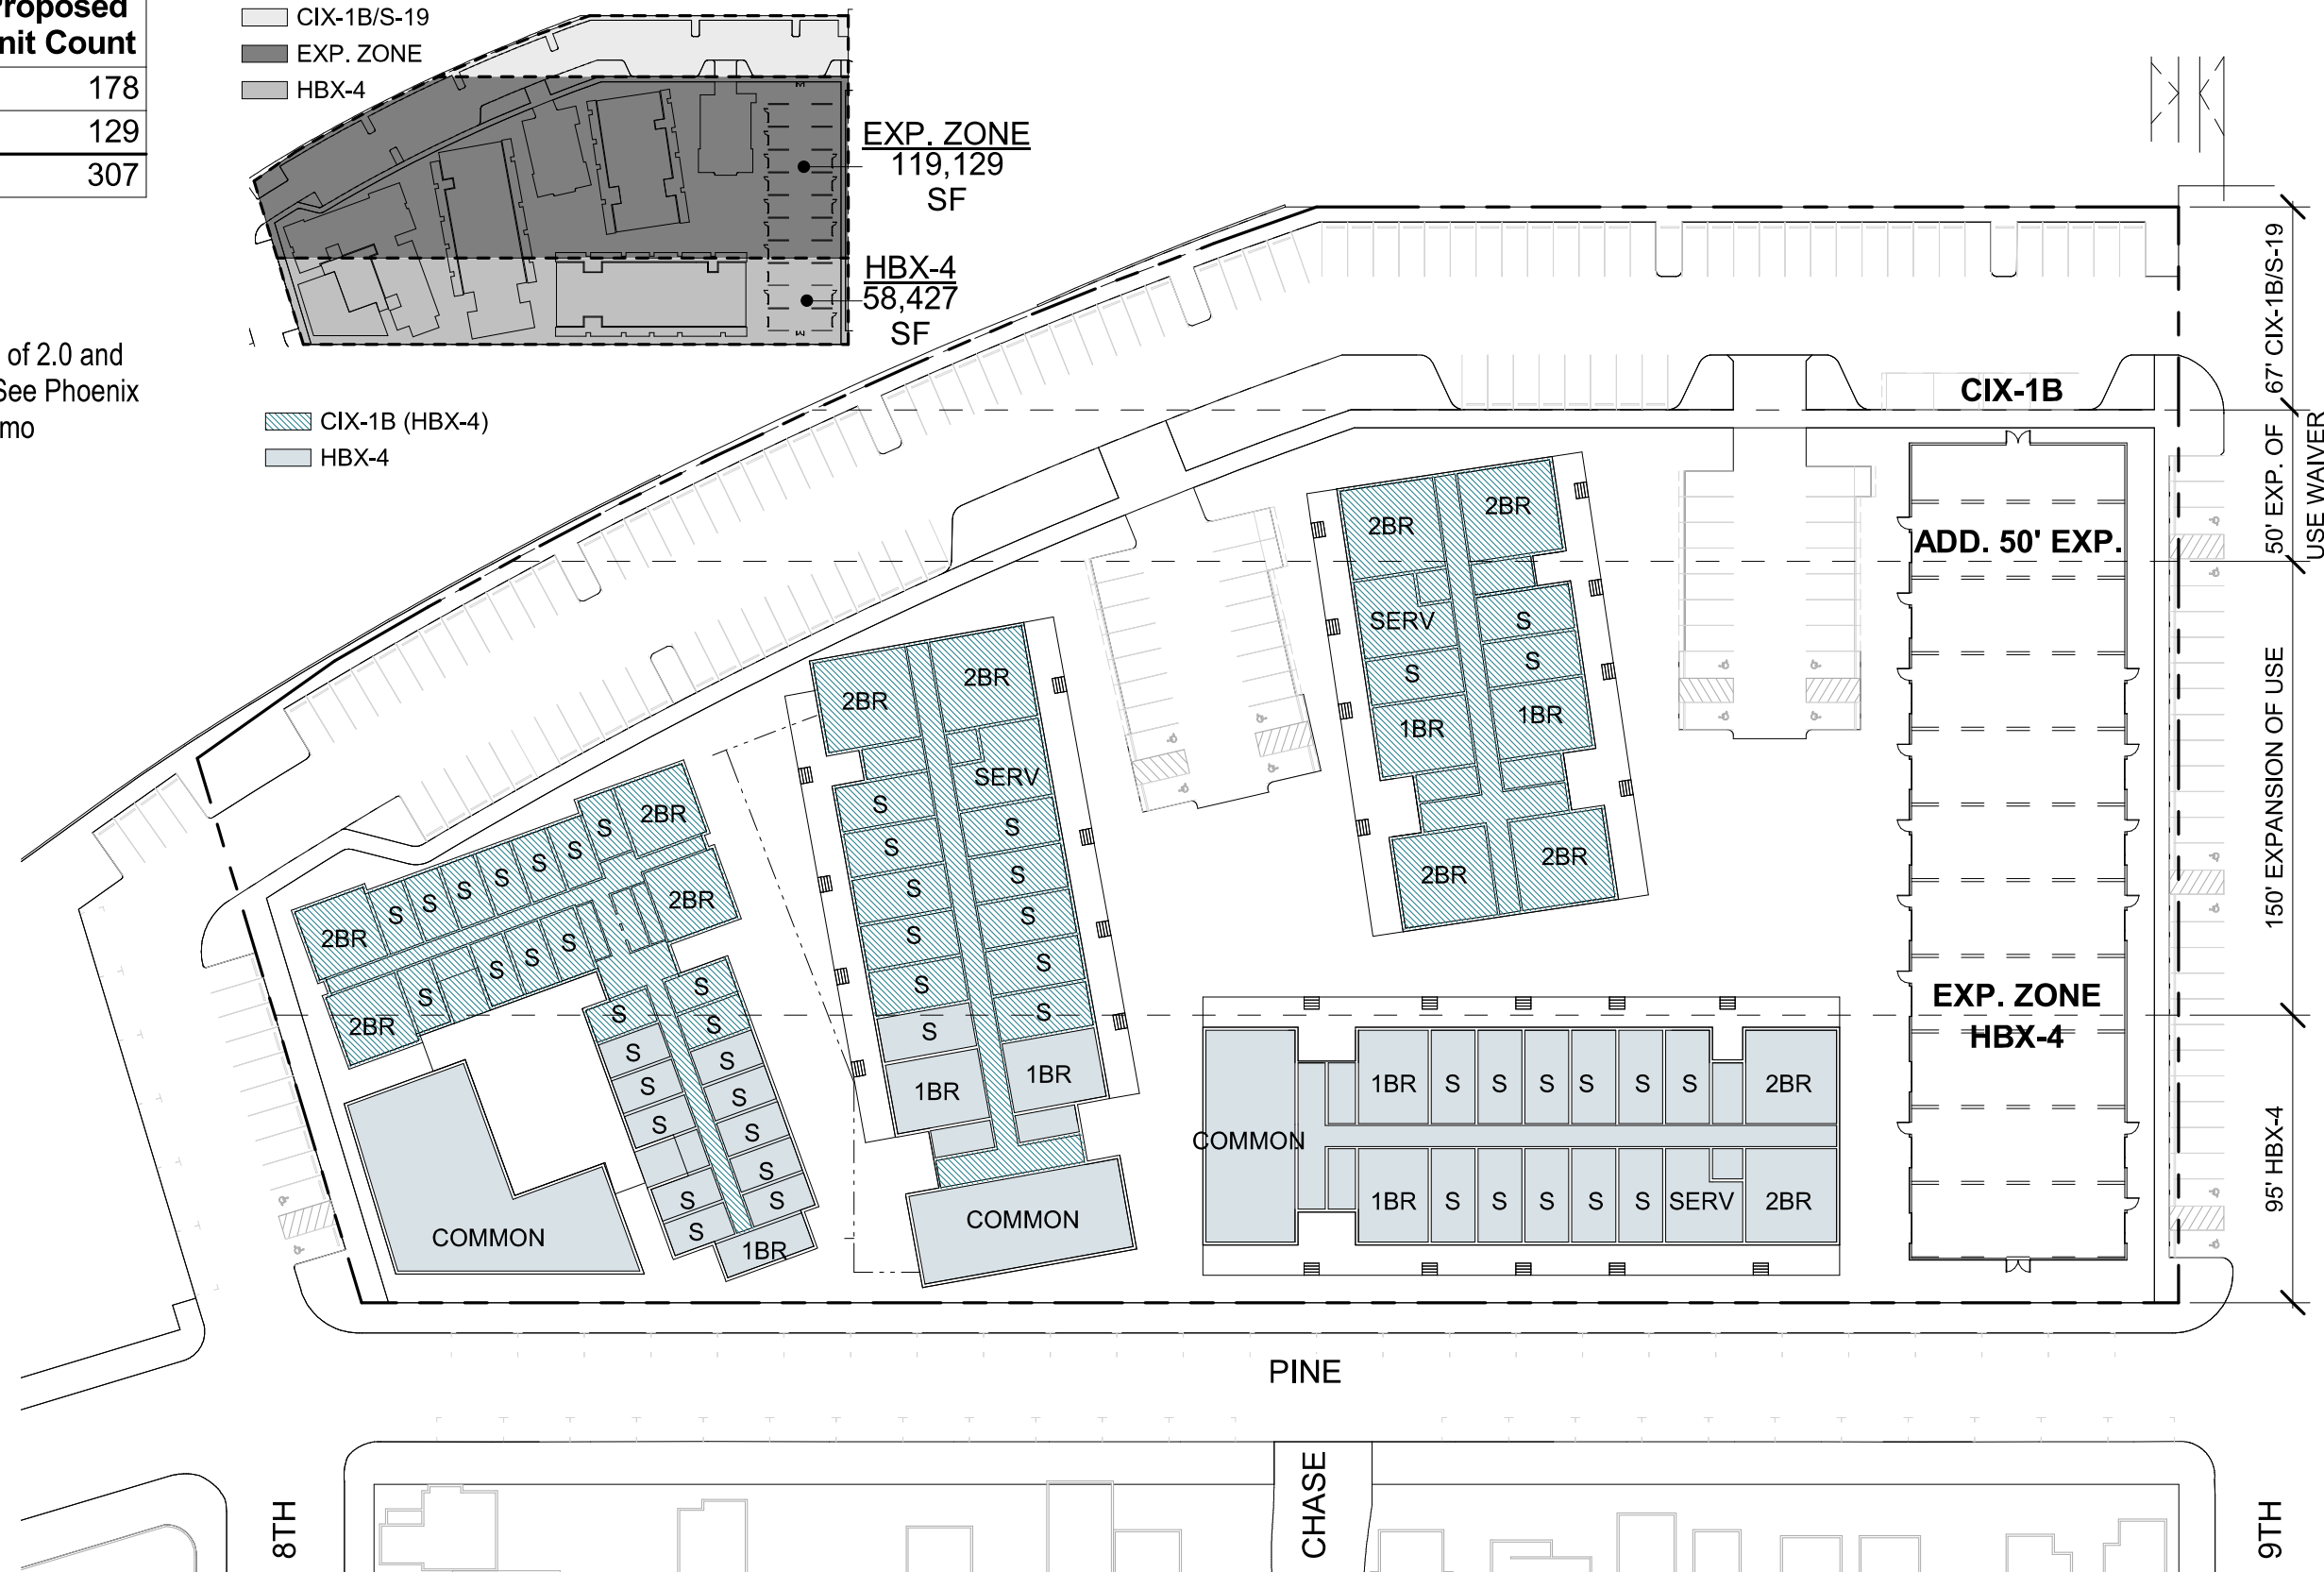 Proposed
Unit Count
178
129
307
of 2.0 and
See Phoenix
CIX-1B/S-19
EXP. ZONE
HBX-4
EXP. ZONE
119,129
SF
HBX-4
58,427
SF
CIX-1B (HBX-4)
HBX-4
67' CIX-1B/S-19
50' EXP. OF
USE WAIVER
150' EXPANSION OF USE
95' HBX-4
CIX-1B
ADD. 50' EXP.
EXP. ZONE
HBX-4
2BR
2BR
SERV
S
S
S
1BR
1BR
2BR
2BR
2BR
2BR
SERV
S
S
S
S
S
S
S
S
S
S
S
1BR
1BR
COMMON
2BR
S
S
S
S
S
S
S
2BR
2BR
S
S
S
S
2BR
S
S
S
S
S
S
S
S
S
S
S
S
S
S
1BR
COMMON
COMMON
1BR
S
S
S
S
S
S
2BR
1BR
S
S
S
S
S
SERV
2BR
PINE
8TH
CHASE
9TH